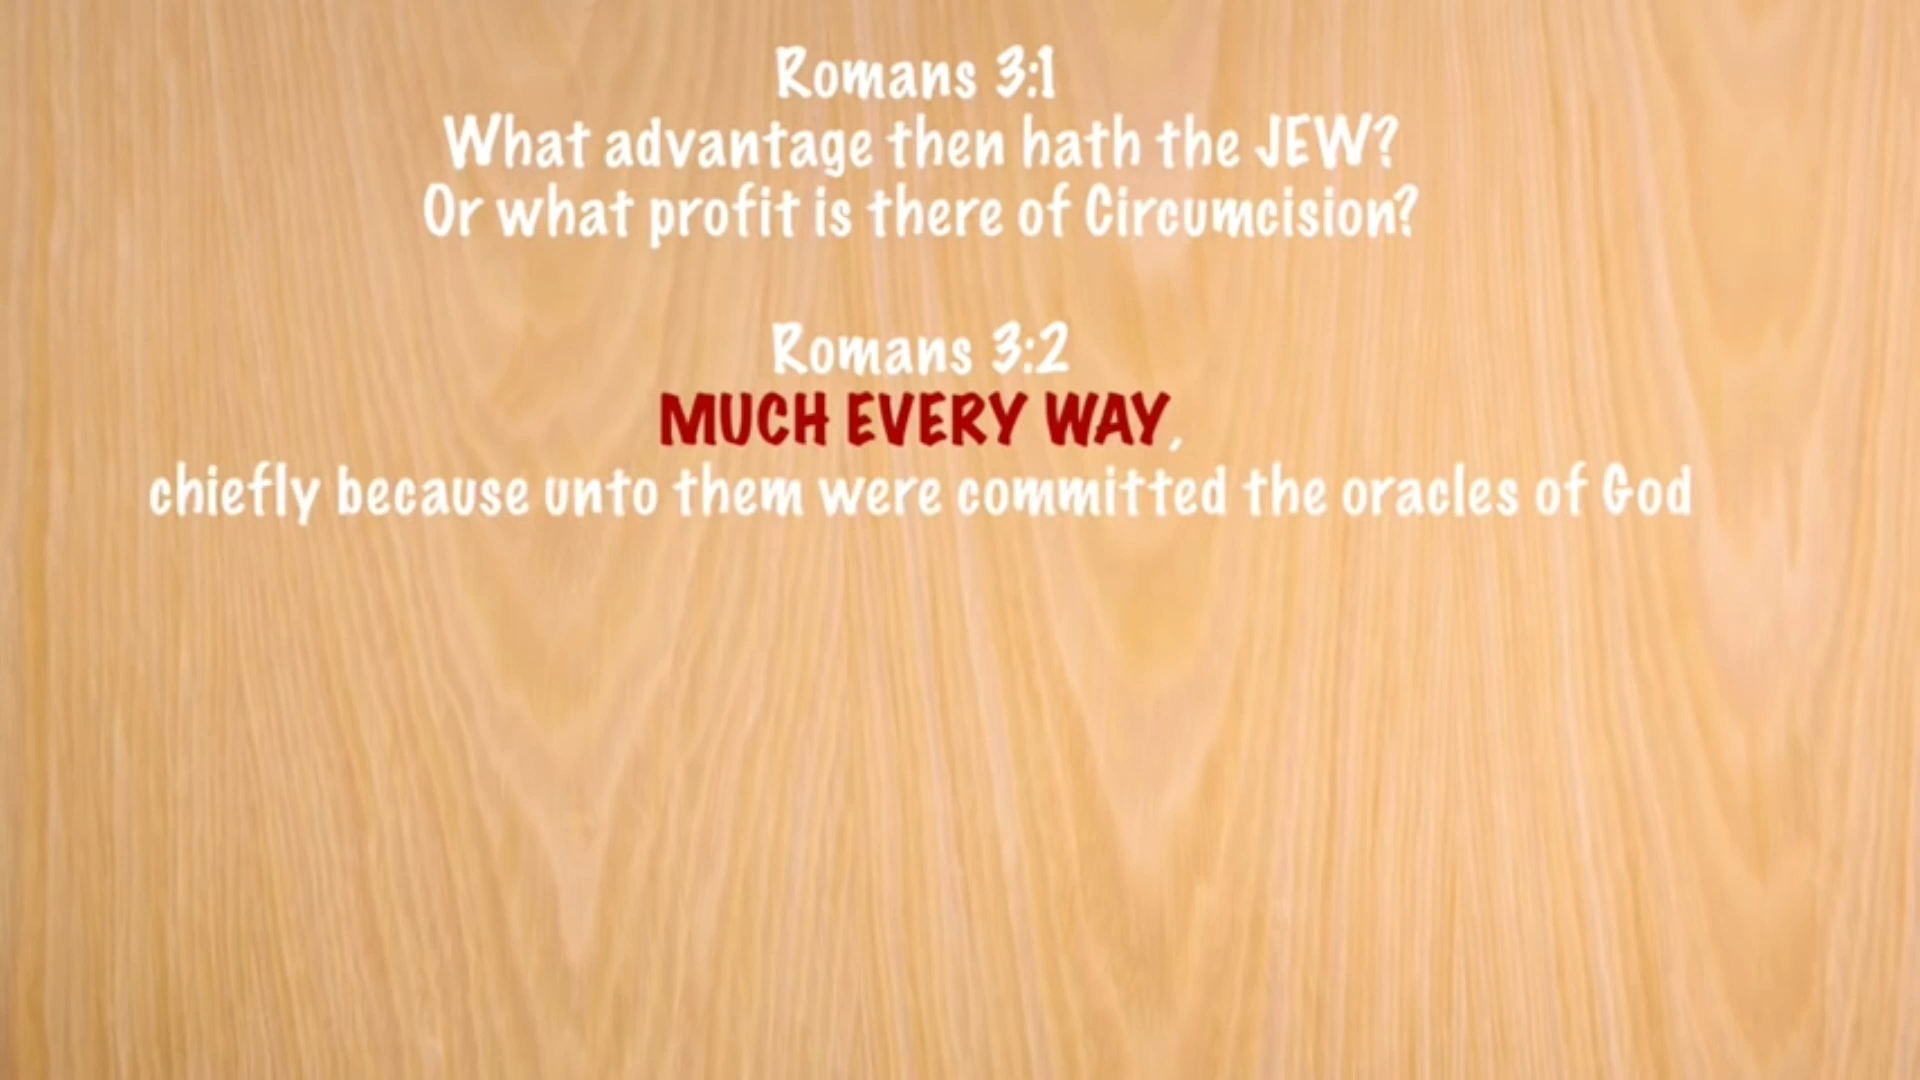 Romans 3:1
What advantage then hath the JEW?
Or what profit is there of Circumcision?
Romans 3:2
MUCH EVERY WAY,
chiefly because unto them were committed the oracles of God